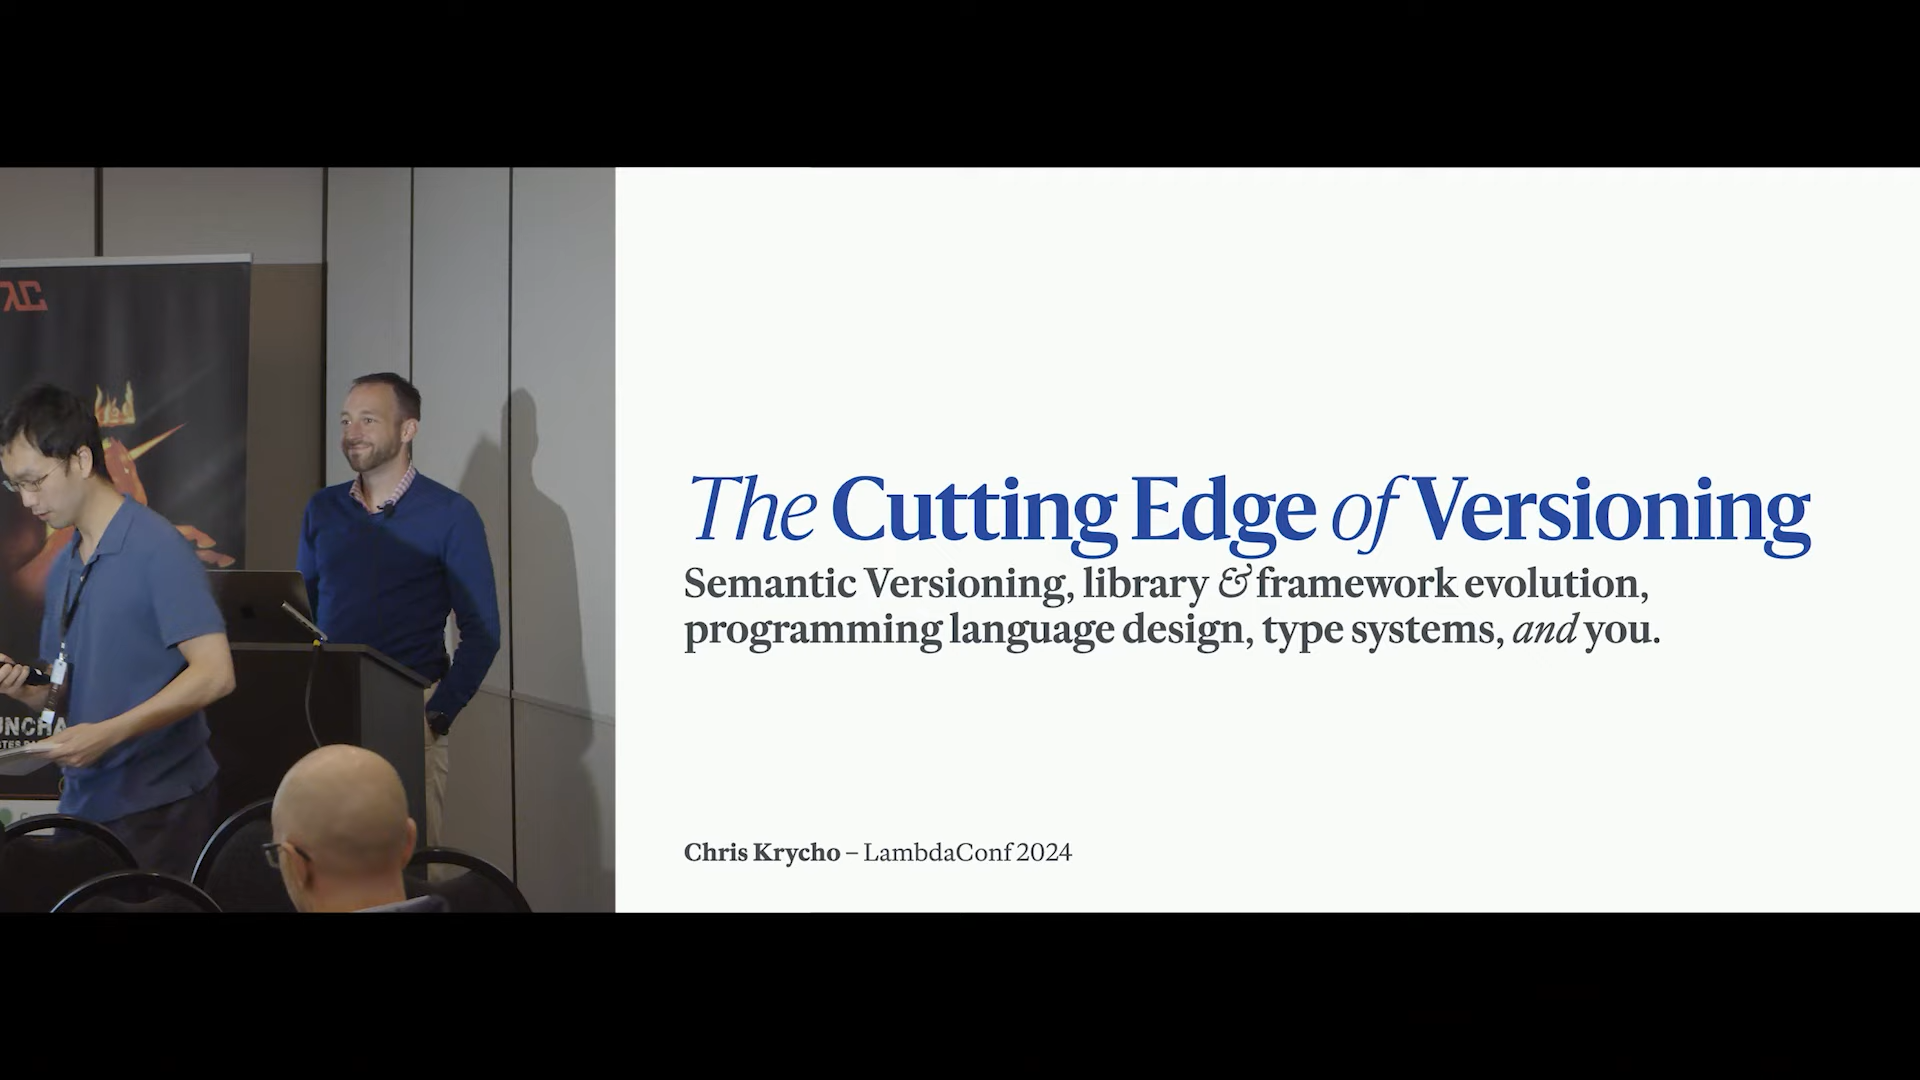 λC
The Cutting Edge of Versioning
Semantic Versioning, library & framework evolution,
programming language design, type systems, and you.
Chris Krycho – LambdaConf 2024